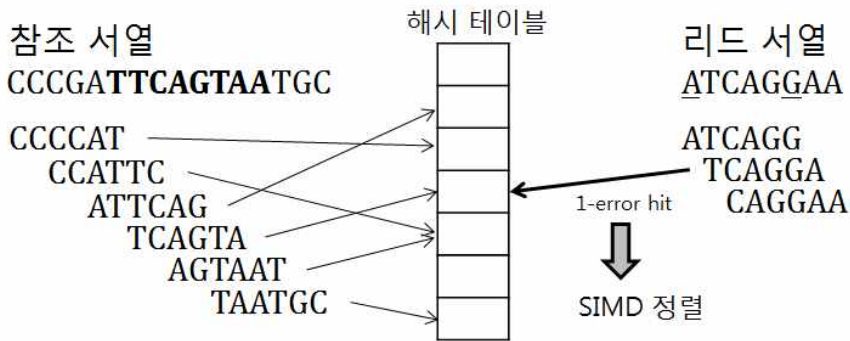 해시 테이블
참조 서열
CCCGATTCAGTAATGC
CCCCAT
CCATTC
ATTCAG
TCAGTA
AGTAAT
TAATGC
리드 서열
ATCAGGAA
ATCAGG
TCAGGA
CAGGAA
1-error hit
SIMD 정렬